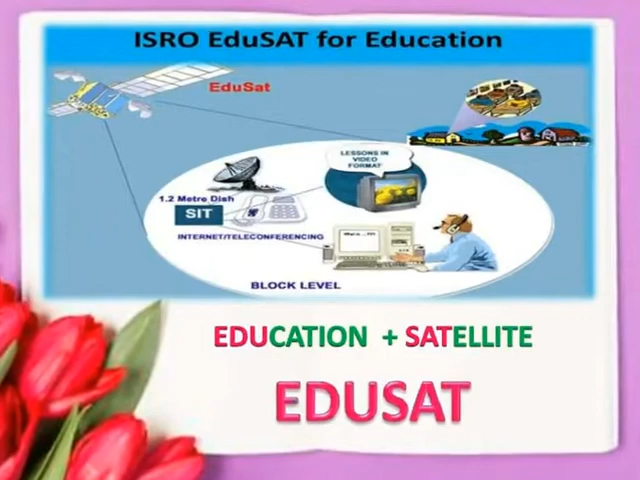 ISRO EduSAT for Education
EduSat
LESSONS IN
VIDEO
FORMAT
1.2 Metre Dish
SIT
INTERNET/TELECONFERENCING
BLOCK LEVEL
EDUCATION + SATELLITE
EDUSAT